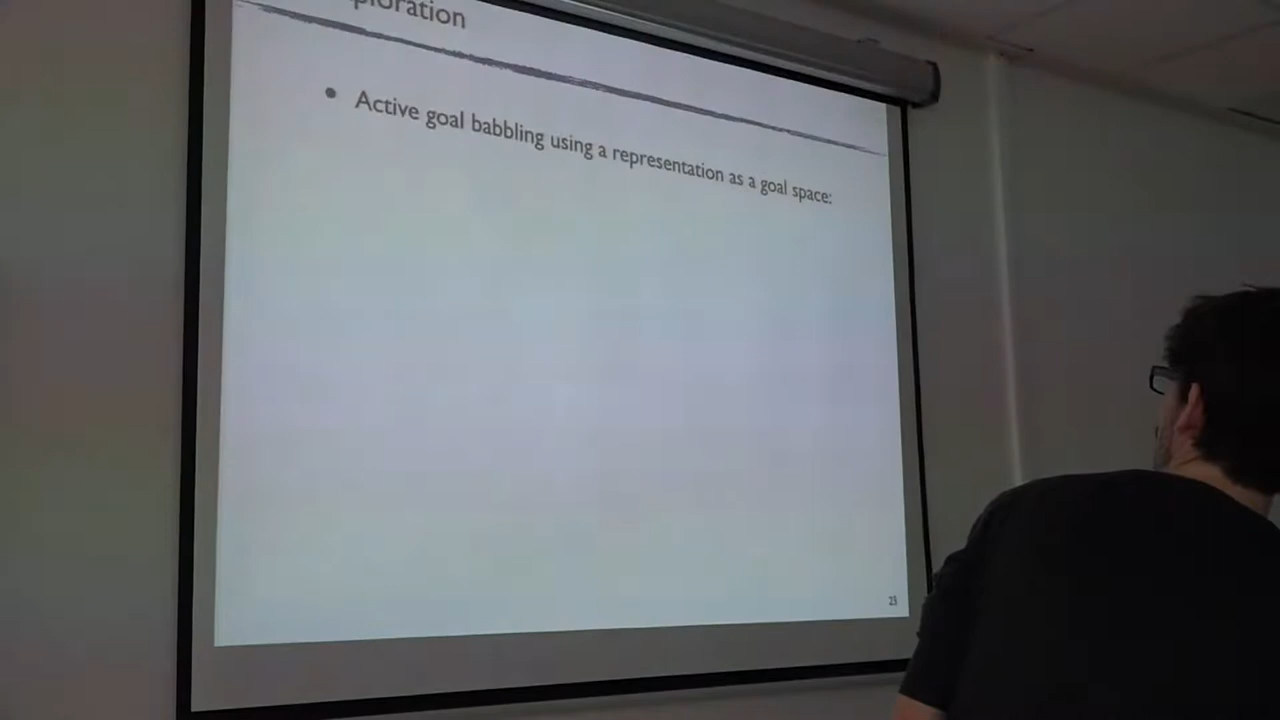 ploration
• Active goal babbling using a representation as a goal space:
23